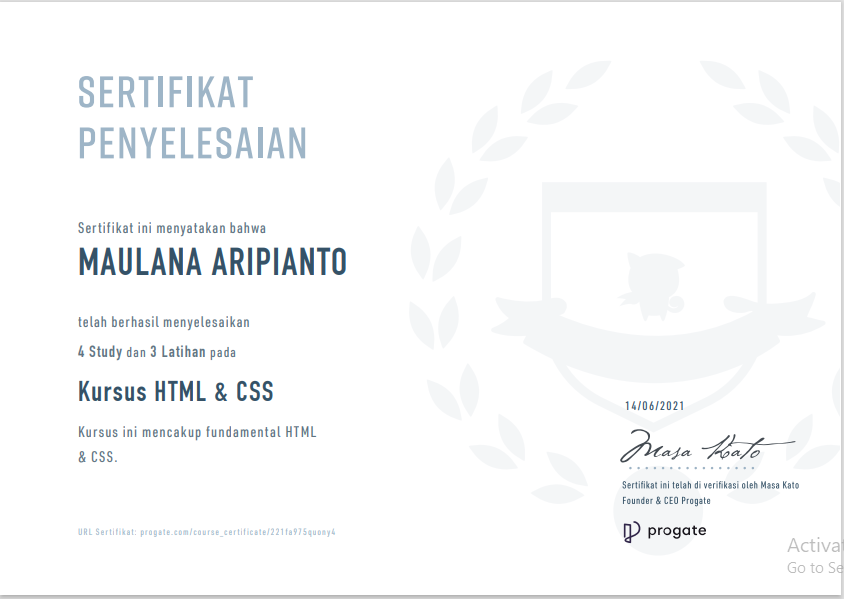 SERTIFIKAT
PENYELESAIAN
Sertifikat ini menyatakan bahwa
MAULANA ARIPIANTO
telah berhasil menyelesaikan
4 Study dan 3 Latihan pada
Kursus HTML & CSS
Kursus ini mencakup fundamental HTML
& CSS.
14/06/2021
Masa Kato
Sertifikat ini telah di verifikasi oleh Masa Kato
Founder & CEO Progate
URL Sertifikat: progate.com/course_certificate/221fa975quony4
progate
Activa
Go to Se